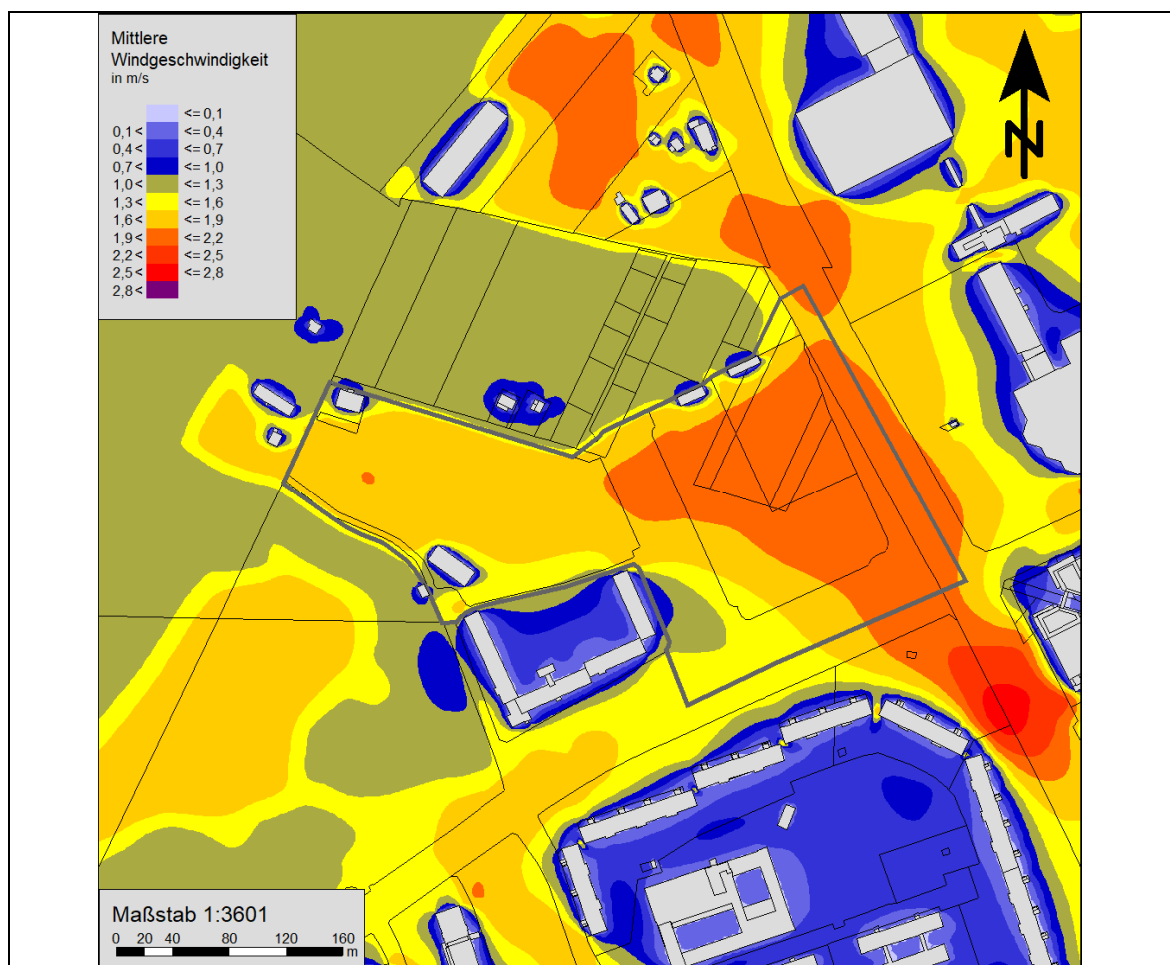 Mittlere
Windgeschwindigkeit
in m/s
<= 0,1
0,1 < <= 0,4
0,4 < <= 0,7
0,7 < <= 1,0
1,0 < <= 1,3
1,3 < <= 1,6
1,6 < <= 1,9
1,9 < <= 2,2
2,2 < <= 2,5
2,5 < <= 2,8
2,8 <
N
Maßstab 1:3601
0 20 40 80 120 160
m